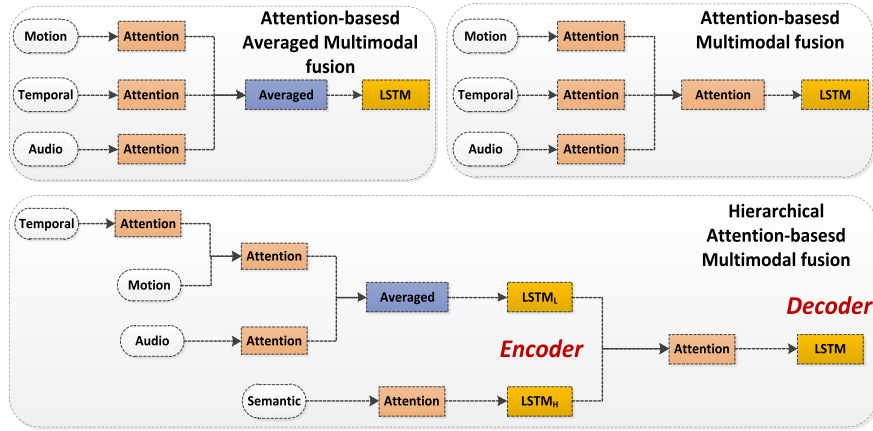 Attention-basesd
Averaged Multimodal
fusion
Motion
Attention
Temporal
Attention
Averaged
LSTM
Audio
Attention
Attention-basesd
Multimodal fusion
Motion
Attention
Temporal
Attention
Attention
LSTM
Audio
Attention
Hierarchical
Attention-basesd
Multimodal fusion
Temporal
Attention
Attention
Motion
Averaged
LSTML
Decoder
Audio
Attention
Encoder
Attention
LSTM
Semantic
Attention
LSTMH